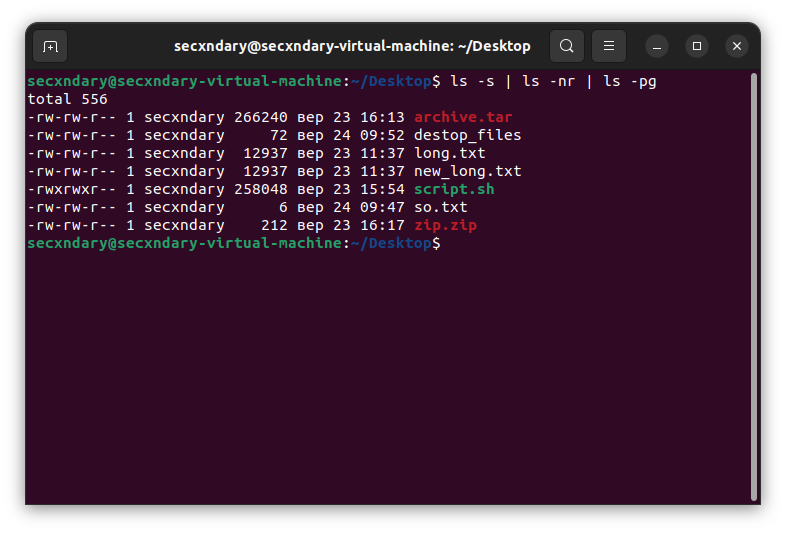 secxndary@secxndary-virtual-machine: ~/Desktop
secxndary@secxndary-virtual-machine:~/Desktop$ ls -s | ls -nr | ls -pg
total 556
-rw-rw-r-- 1 secxndary 266240 вер 23 16:13 archive.tar
-rw-rw-r-- 1 secxndary     72 вер 24 09:52 destop_files
-rw-rw-r-- 1 secxndary  12937 вер 23 11:37 long.txt
-rw-rw-r-- 1 secxndary  12937 вер 23 11:37 new_long.txt
-rwxrwxr-- 1 secxndary 258048 вер 23 15:54 script.sh
-rw-rw-r-- 1 secxndary      6 вер 24 09:47 so.txt
-rw-rw-r-- 1 secxndary    212 вер 23 16:17 zip.zip
secxndary@secxndary-virtual-machine:~/Desktop$